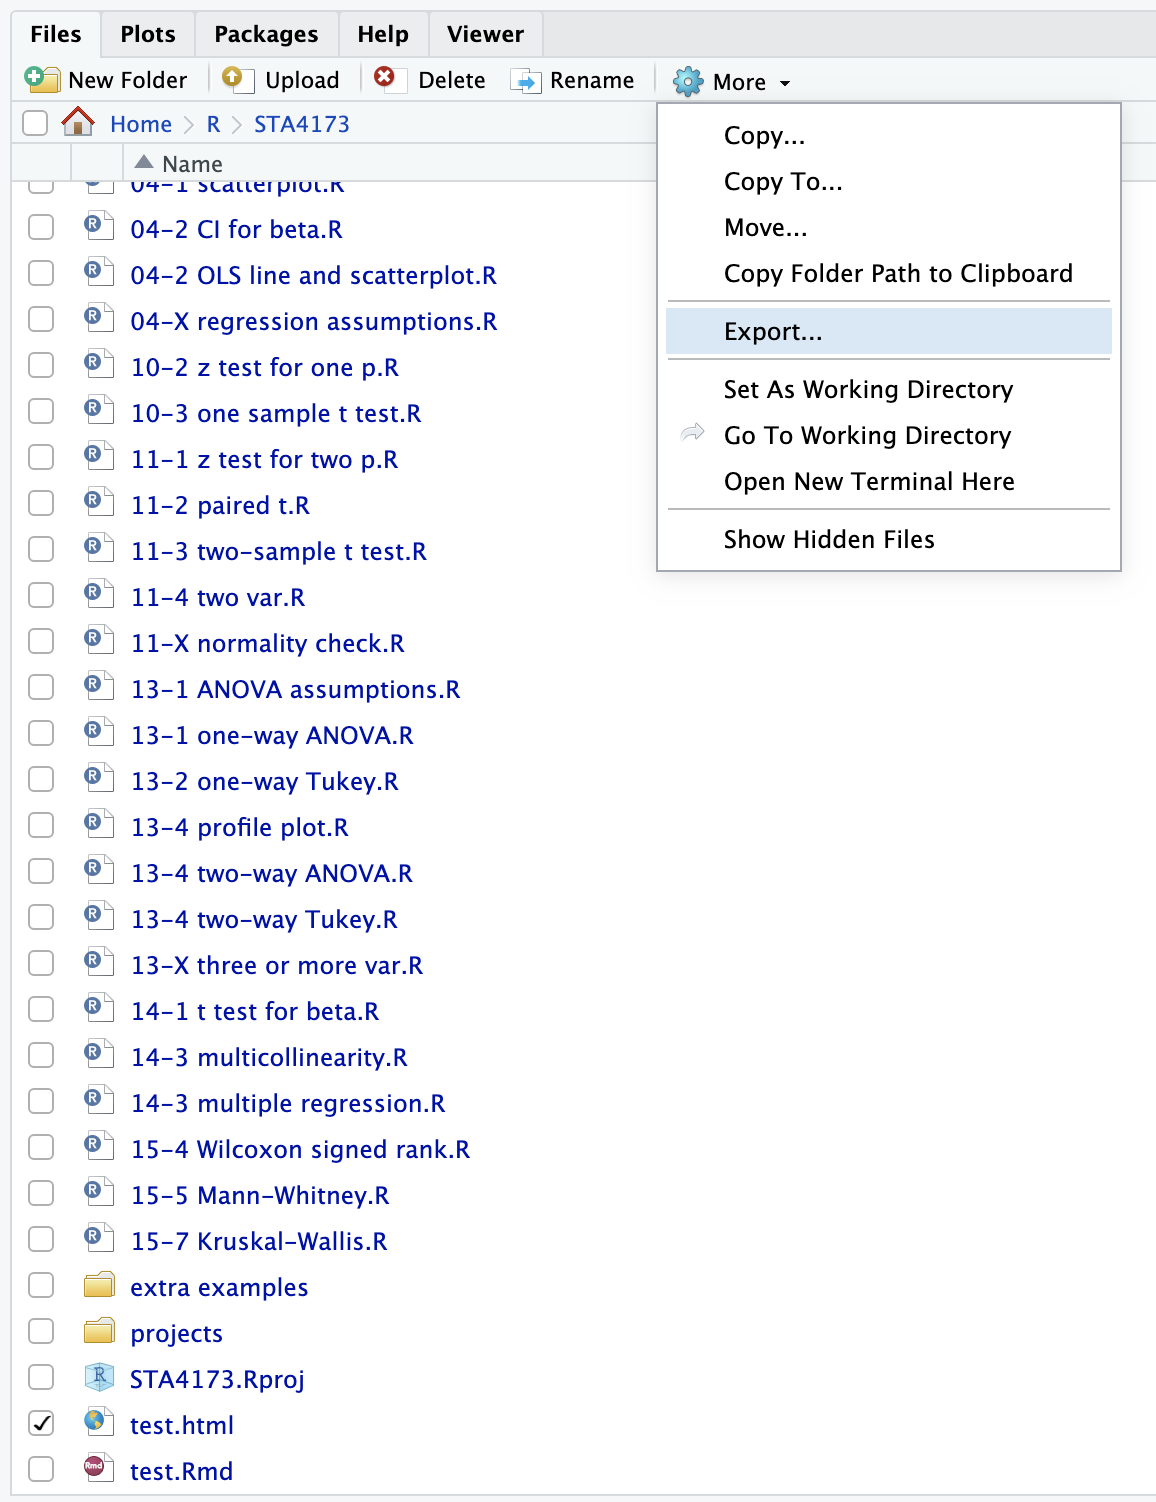 Files Plots Packages Help Viewer
New Folder Upload Delete Rename More
Home R STA4173
Name
04-1 scatterplot.R
04-2 CI for beta.R
04-2 OLS line and scatterplot.R
04-X regression assumptions.R
10-2 z test for one p.R
10-3 one sample t test.R
11-1 z test for two p.R
11-2 paired t.R
11-3 two-sample t test.R
11-4 two var.R
11-X normality check.R
13-1 ANOVA assumptions.R
13-1 one-way ANOVA.R
13-2 one-way Tukey.R
13-4 profile plot.R
13-4 two-way ANOVA.R
13-4 two-way Tukey.R
13-X three or more var.R
14-1 t test for beta.R
14-3 multicollinearity.R
14-3 multiple regression.R
15-4 Wilcoxon signed rank.R
15-5 Mann-Whitney.R
15-7 Kruskal-Wallis.R
extra examples
projects
STA4173.Rproj
test.html
test.Rmd
Copy...
Copy To...
Move...
Copy Folder Path to Clipboard
Export...
Set As Working Directory
Go To Working Directory
Open New Terminal Here
Show Hidden Files